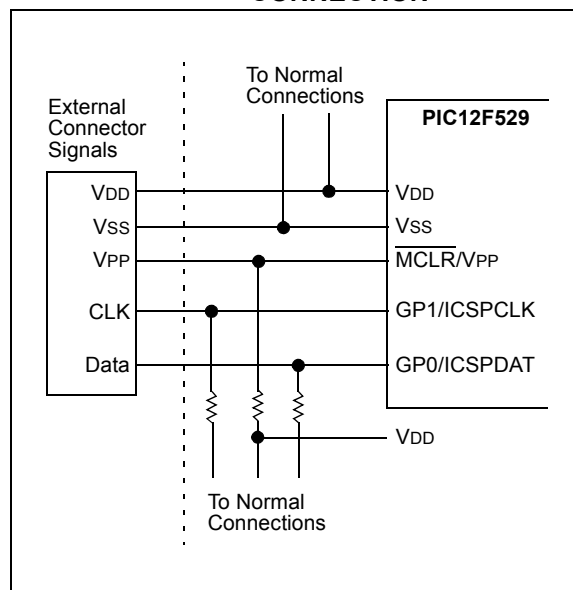 To Normal
Connections
External
Connector
Signals
PIC12F529
VDD
VDD
VSS
VSS
VPP
MCLR/VPP
CLK
GP1/ICSPCLK
Data
GP0/ICSPDAT
VDD
To Normal
Connections